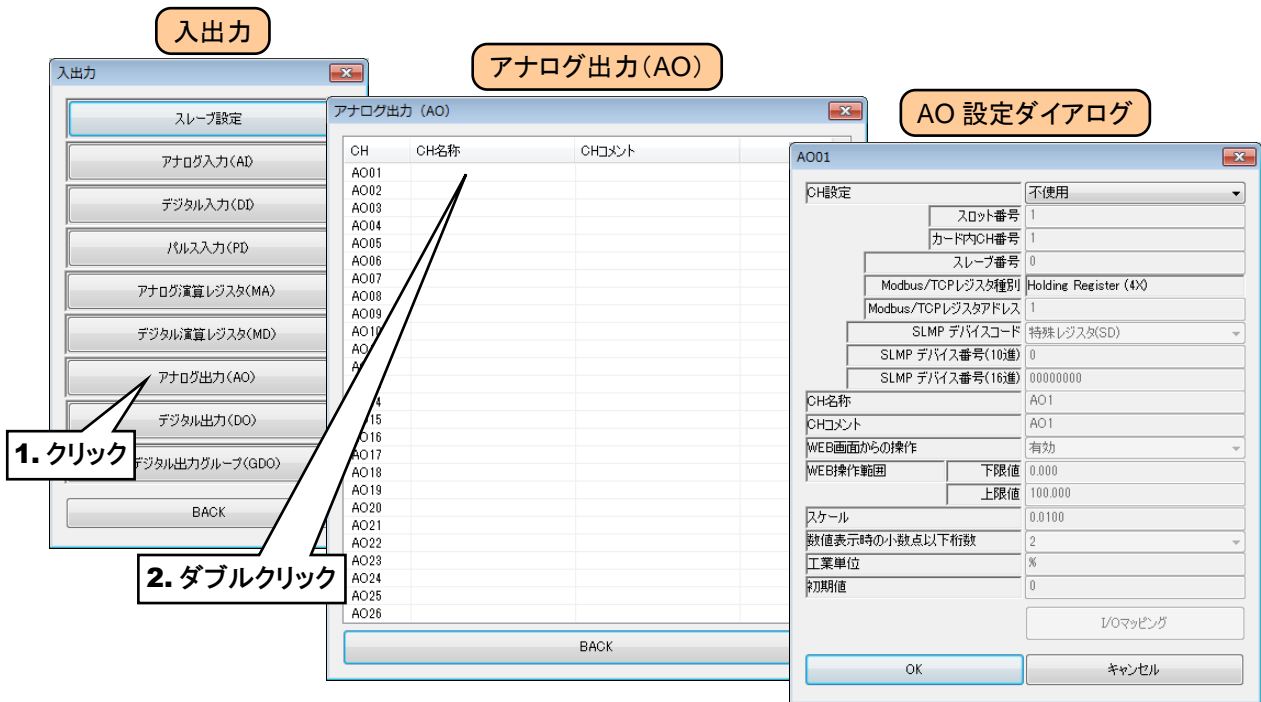 入出力
アナログ出力(AO)
AO 設定ダイアログ
入出力
スレーブ設定
アナログ入力(AI)
デジタル入力(DI)
パルス入力(PI)
アナログ演算レジスタ(MA)
デジタル演算レジスタ(MD)
アナログ出力(AO)
デジタル出力(DO)
デジタル出力グループ(GDO)
BACK
1. クリック
アナログ出力 (AO)
CH CH名称 CHコメント
AO01
AO02
AO03
AO04
AO05
AO06
AO07
AO08
AO09
AO10
15
AO16
AO17
AO18
AO19
AO20
AO21
AO22
AO23
AO24
AO25
AO26
BACK
2. ダブルクリック
AO01
CH設定 不使用
スロット番号 1
カード内CH番号 1
スレーブ番号 0
Modbus/TCPレジスタ種別 Holding Register (4X)
Modbus/TCPレジスタアドレス 1
SLMP デバイスコード 特殊レジスタ(SD)
SLMP デバイス番号(10進) 0
SLMP デバイス番号(16進) 00000000
CH名称 AO1
CHコメント AO1
WEB画面からの操作 有効
WEB操作範囲 下限値 0.000
上限値 100.000
スケール 0.0100
数値表示時の小数点以下桁数 2
工業単位 %
初期値 0
I/Oマッピング
OK キャンセル